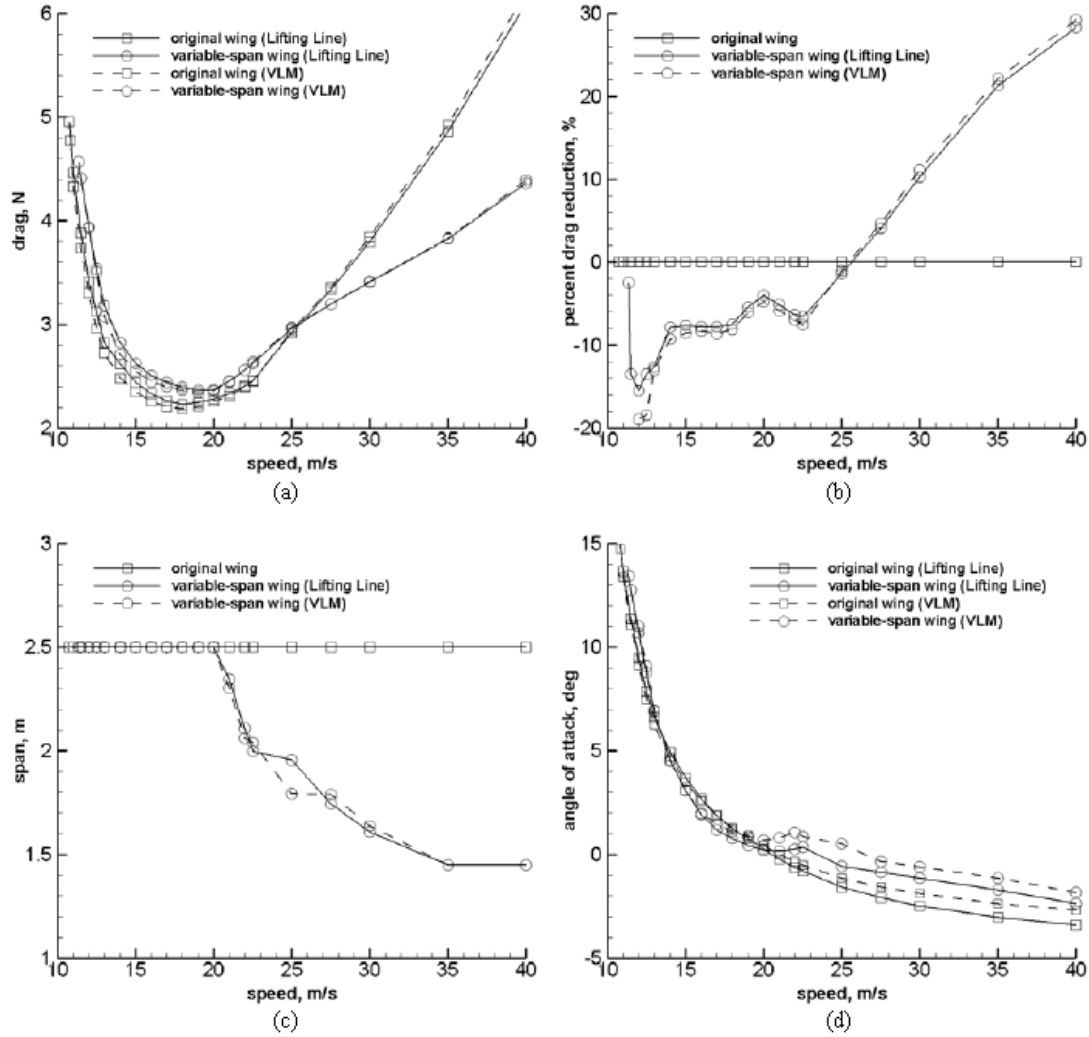 6
5
4
3
2
10 15 20 25 30 35 40
drag, N
speed, m/s
original wing (Lifting Line)
variable-span wing (Lifting Line)
original wing (VLM)
variable-span wing (VLM)
(a)
30
20
10
0
-10
-20
10 15 20 25 30 35 40
percent drag reduction, %
speed, m/s
original wing
variable-span wing (Lifting Line)
variable-span wing (VLM)
(b)
3
2.5
2
1.5
1
10 15 20 25 30 35 40
span, m
speed, m/s
original wing
variable-span wing (Lifting Line)
variable-span wing (VLM)
(c)
15
10
5
0
-5
10 15 20 25 30 35 40
angle of attack, deg
speed, m/s
original wing (Lifting Line)
variable-span wing (Lifting Line)
original wing (VLM)
variable-span wing (VLM)
(d)